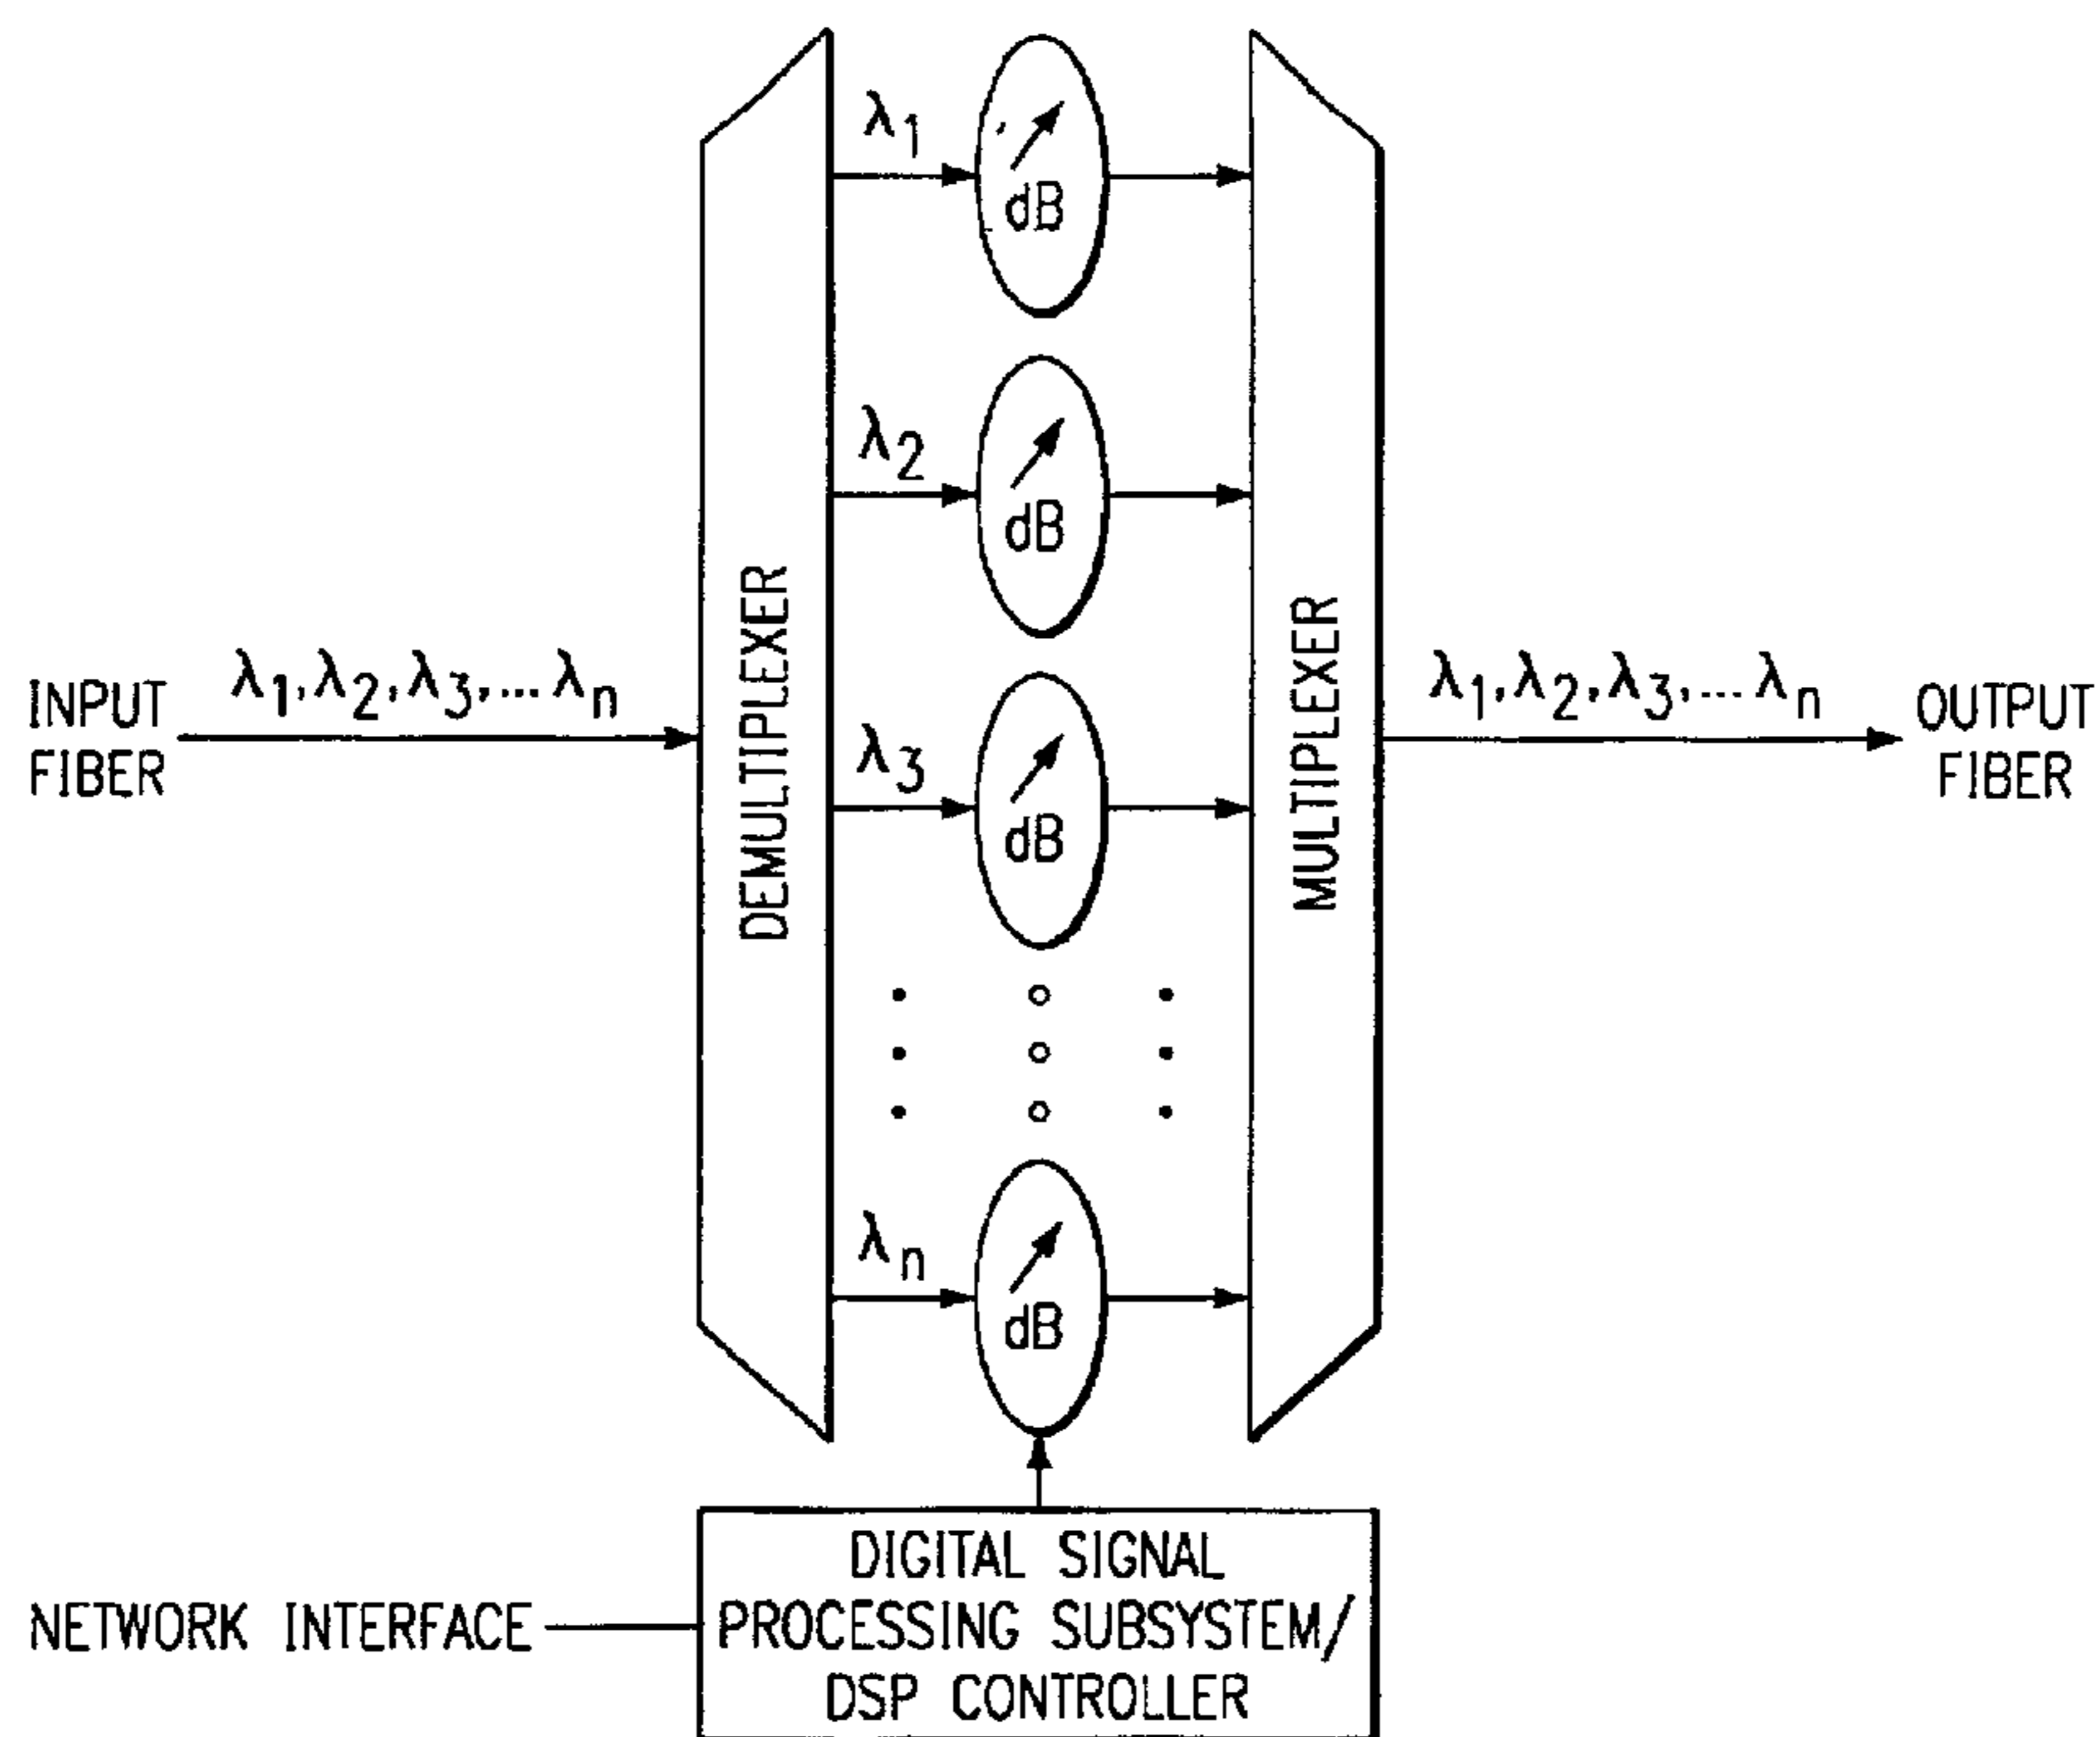 λ1
dB
λ2
dB
λ3
dB
λn
dB
DEMULTIPLEXER
MULTIPLEXER
INPUT
FIBER
λ1, λ2, λ3, ... λn
λ1, λ2, λ3, ... λn
OUTPUT
FIBER
NETWORK INTERFACE
DIGITAL SIGNAL
PROCESSING SUBSYSTEM/
DSP CONTROLLER